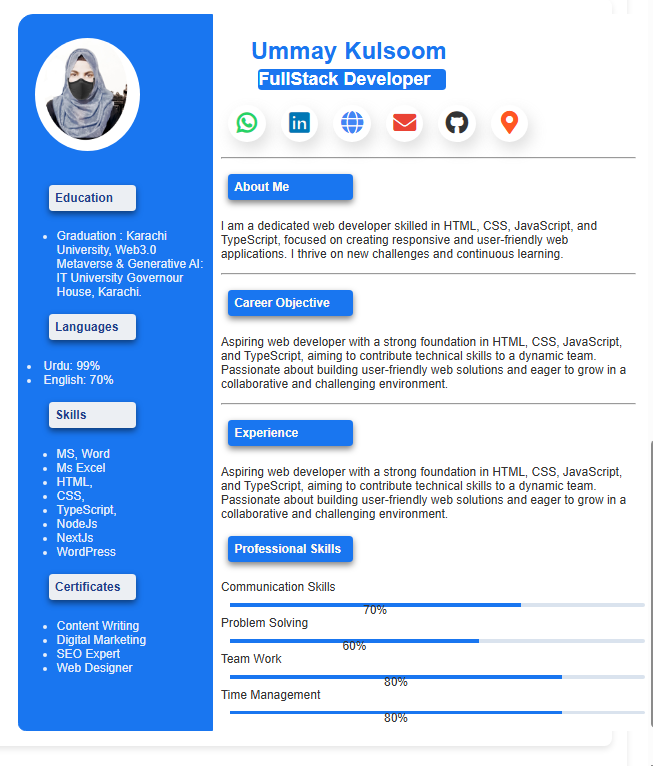 Ummay Kulsoom
FullStack Developer
Education
Graduation : Karachi
University, Web3.0
Metaverse & Generative AI:
IT University Governour
House, Karachi.
Languages
Urdu: 99%
English: 70%
Skills
MS, Word
Ms Excel
HTML,
CSS,
TypeScript,
NodeJs
NextJs
WordPress
Certificates
Content Writing
Digital Marketing
SEO Expert
Web Designer
About Me
I am a dedicated web developer skilled in HTML, CSS, JavaScript, and
TypeScript, focused on creating responsive and user-friendly web
applications. I thrive on new challenges and continuous learning.
Career Objective
Aspiring web developer with a strong foundation in HTML, CSS, JavaScript,
and TypeScript, aiming to contribute technical skills to a dynamic team.
Passionate about building user-friendly web solutions and eager to grow in a
collaborative and challenging environment.
Experience
Aspiring web developer with a strong foundation in HTML, CSS, JavaScript,
and TypeScript, aiming to contribute technical skills to a dynamic team.
Passionate about building user-friendly web solutions and eager to grow in a
collaborative and challenging environment.
Professional Skills
Communication Skills
70%
Problem Solving
60%
Team Work
80%
Time Management
80%